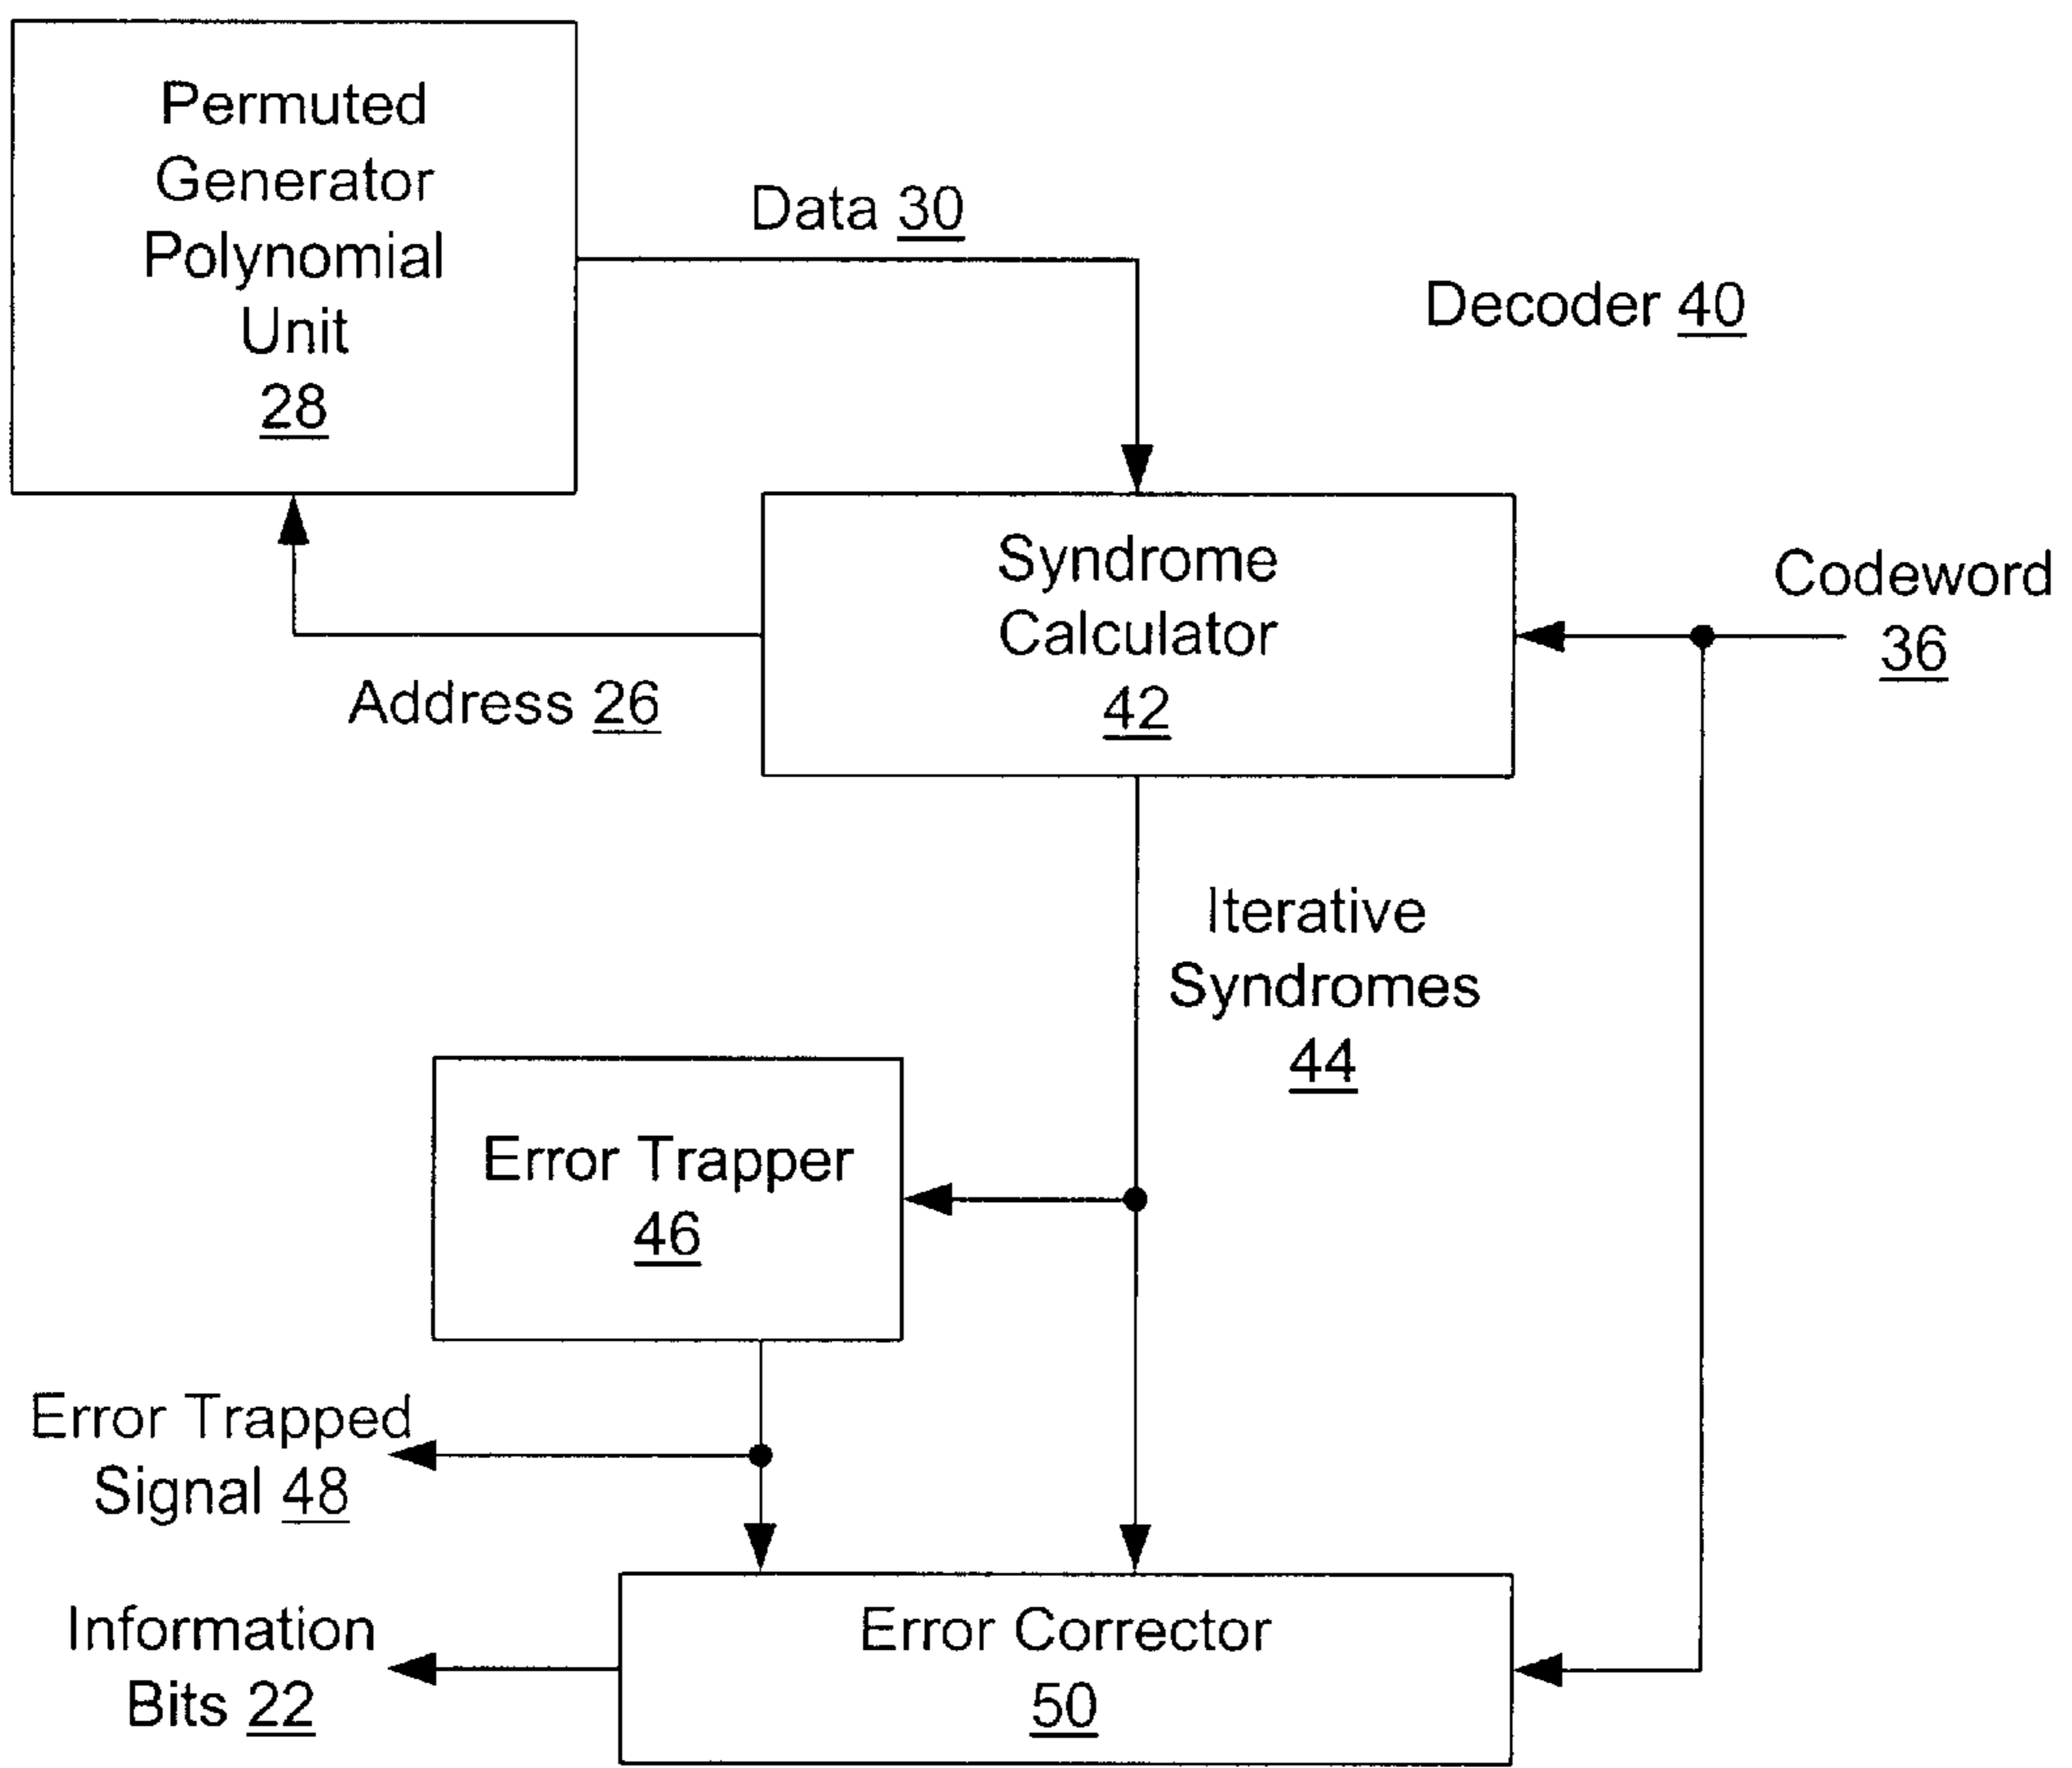 Permuted
Generator
Polynomial
Unit
28
Data 30
Decoder 40
Syndrome
Calculator
42
Codeword
36
Address 26
Iterative
Syndromes
44
Error Trapper
46
Error Trapped
Signal 48
Information
Bits 22
Error Corrector
50